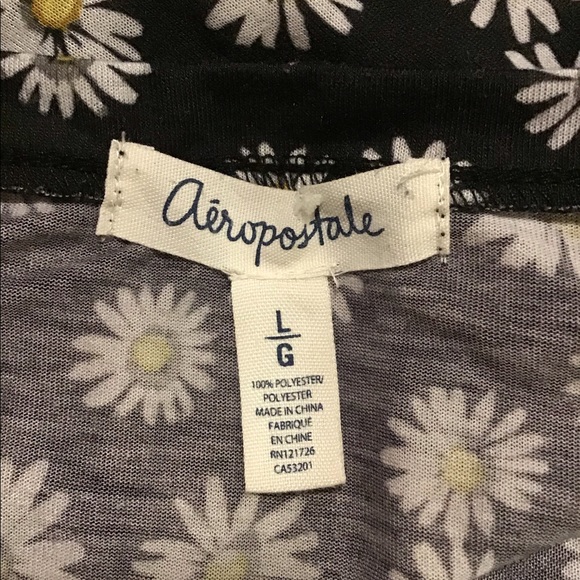 aéropostale
L
G
100% POLYESTER/
POLYESTER
MADE IN CHINA
FABRIQUE
EN CHINE
RN121726
CA53201